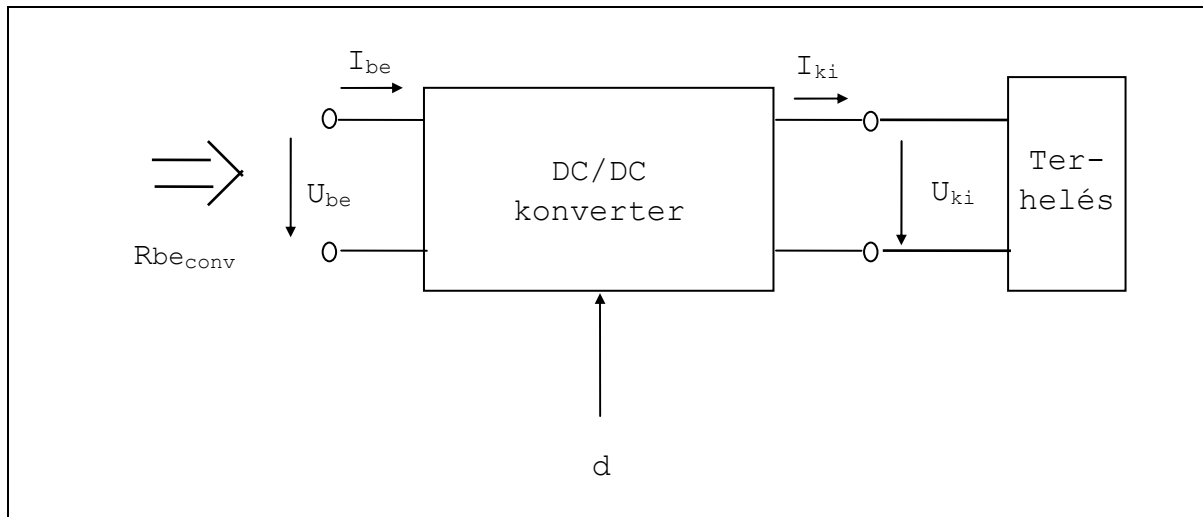 I_be
I_ki
DC/DC
konverter
Ter-
helés
U_be
U_ki
Rbe_conv
d